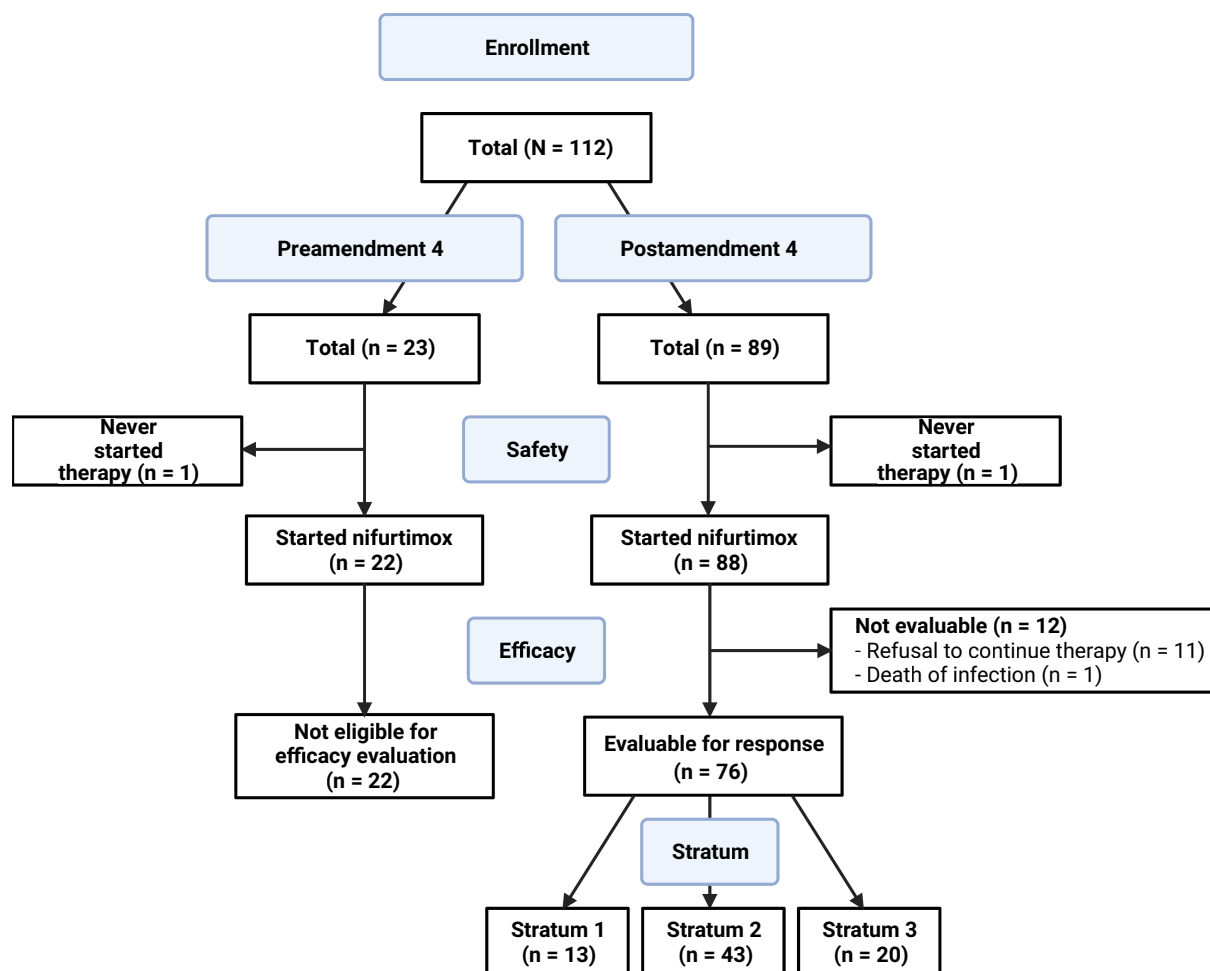 Enrollment
Total (N = 112)
Preamendment 4
Postamendment 4
Total (n = 23)
Total (n = 89)
Never
started
therapy (n = 1)
Safety
Never
started
therapy (n = 1)
Started nifurtimox
(n = 22)
Started nifurtimox
(n = 88)
Efficacy
Not evaluable (n = 12)
- Refusal to continue therapy (n = 11)
- Death of infection (n = 1)
Not eligible for
efficacy evaluation
(n = 22)
Evaluable for response
(n = 76)
Stratum
Stratum 1
(n = 13)
Stratum 2
(n = 43)
Stratum 3
(n = 20)